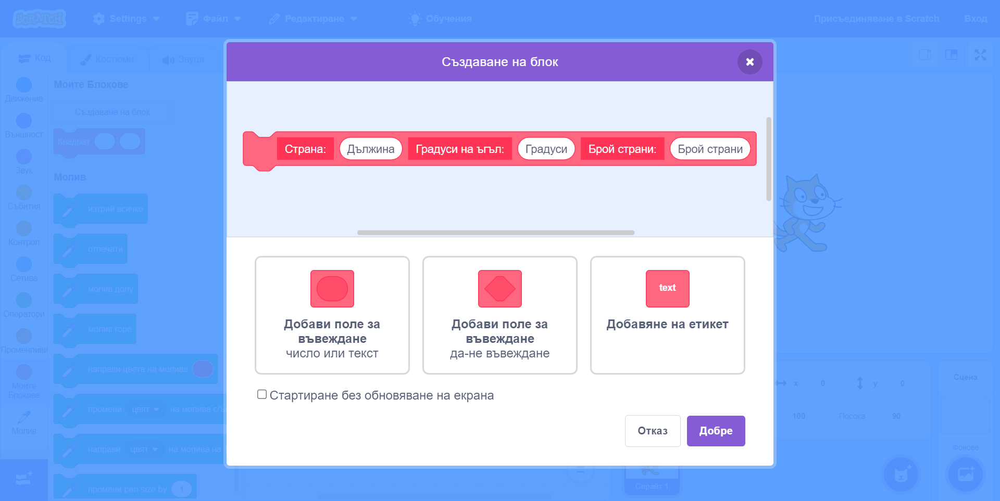 SCRATCH
Settings
Файл
Редактиране
Обучения
Присъединяване в Scratch
Вход
Код
Костюми
Звуци
Създаване на блок
Движение
Външност
Звук
Събития
Контрол
Сетива
Оператори
Променливи
Моите
Блокове
Молив
Моите Блокове
Създаване на блок
Квадрат
Молив
изтрий всичко
отпечати
молив долу
молив горе
направи цвета на молива
промени цвят на молива с/ъ
направи цвят на молива на
промени pen size by 1
Страна: Дължина Градуси на ъгъл: Градуси Брой страни: Брой страни
Добави поле за
въвеждане
число или текст
Добави поле за
въвеждане
да-не въвеждане
text
Добавяне на етикет
Стартиране без обновяване на екрана
Отказ
Добре
x 0 y 0
100 Посока 90
Сцена
Фонове
Спрайт 1